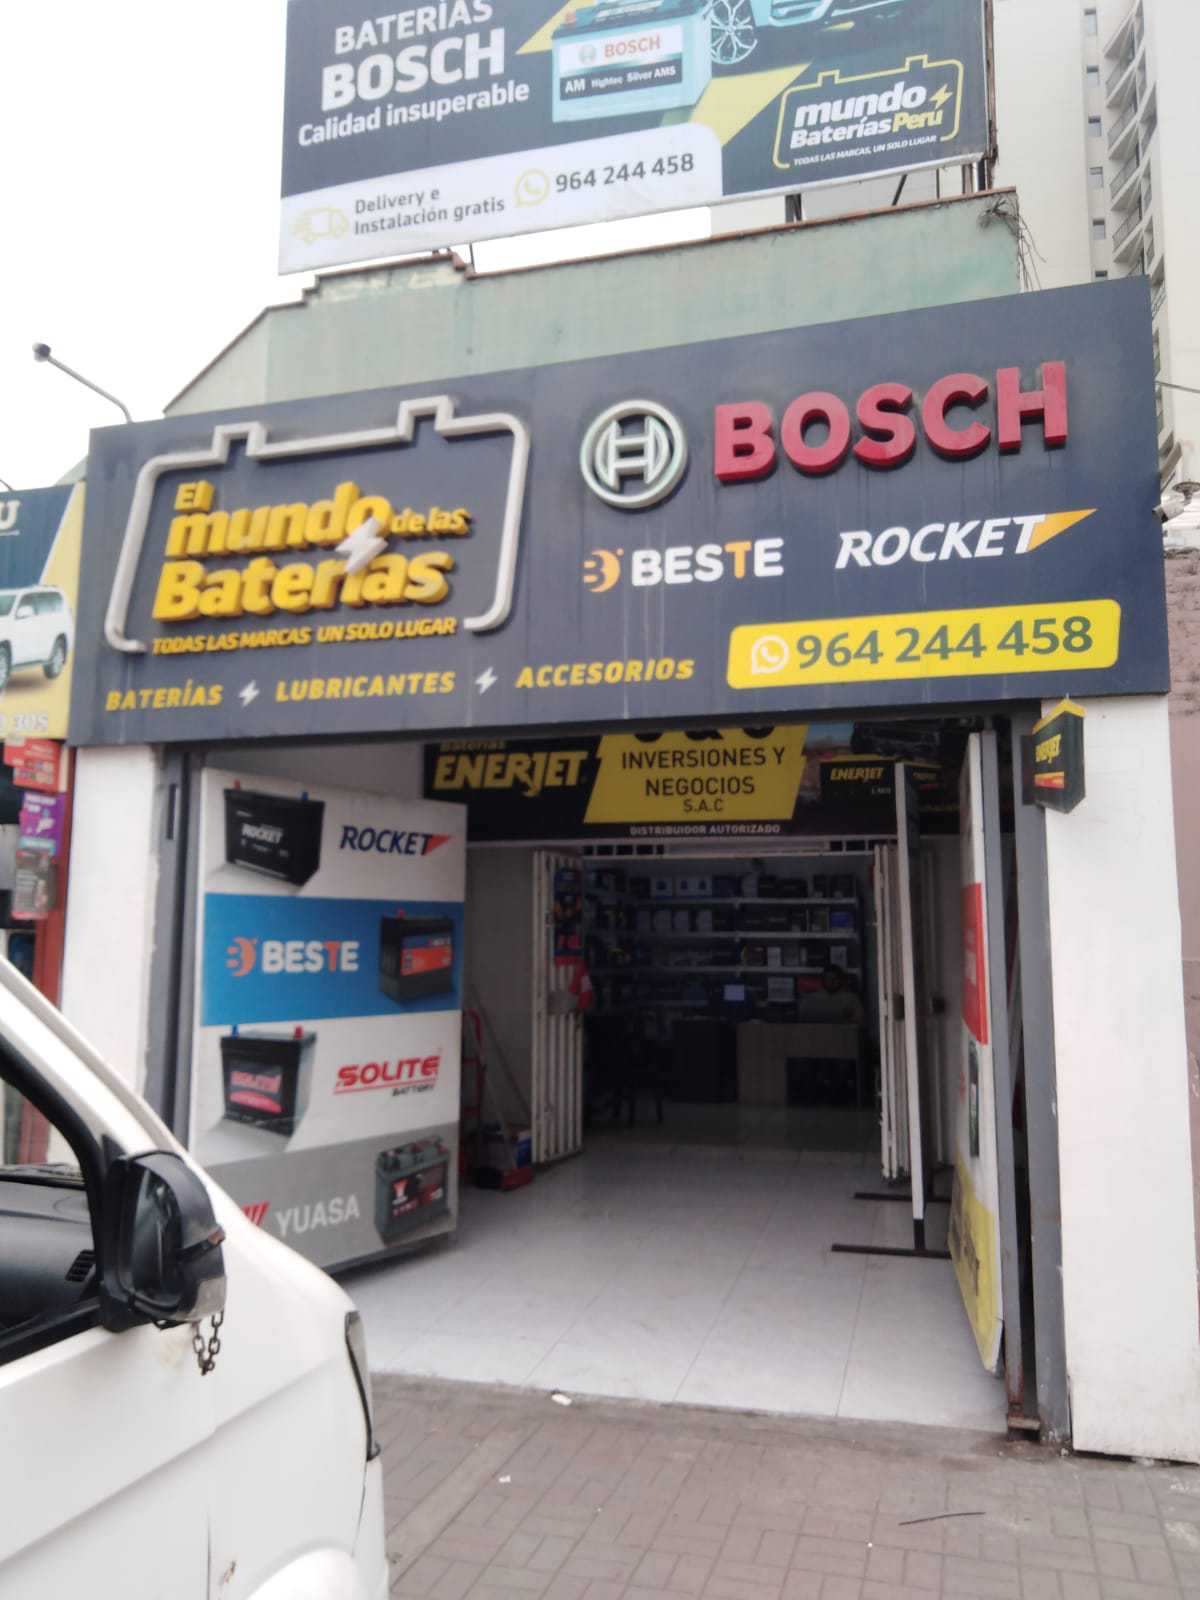 BATERÍAS
BOSCH
Calidad insuperable
BOSCH
AM Hightec Silver AMS
mundo
Baterías Perú
TODAS LAS MARCAS, UN SOLO LUGAR
Delivery e
Instalación gratis
964 244 458
El
mundo de las
Baterías
TODAS LAS MARCAS UN SOLO LUGAR
BATERÍAS LUBRICANTES ACCESORIOS
BOSCH
BESTE ROCKET
964 244 458
U
Baterías
ENERJET
INVERSIONES Y
NEGOCIOS
S.A.C
DISTRIBUIDOR AUTORIZADO
ENERJET
ENERJET
ROCKET
ROCKET
BESTE
SOLITE
SOLITE
BATTERY
YUASA